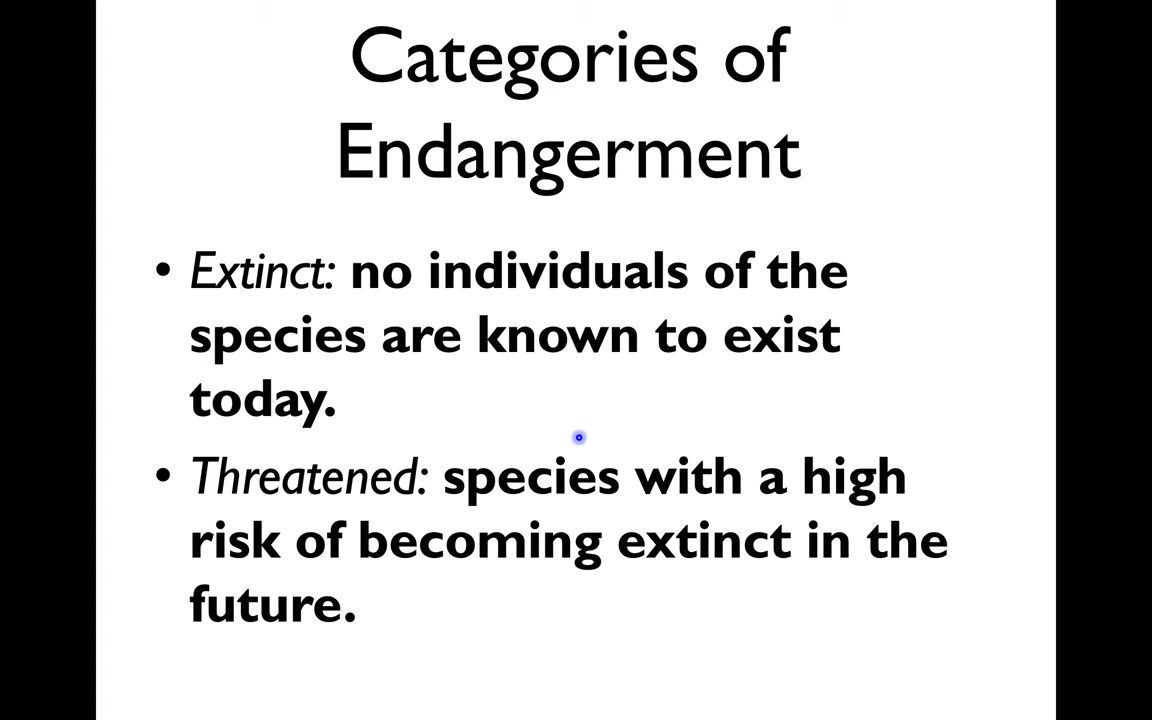 Categories of
Endangerment
• Extinct: no individuals of the
species are known to exist
today.
• Threatened: species with a high
risk of becoming extinct in the
future.